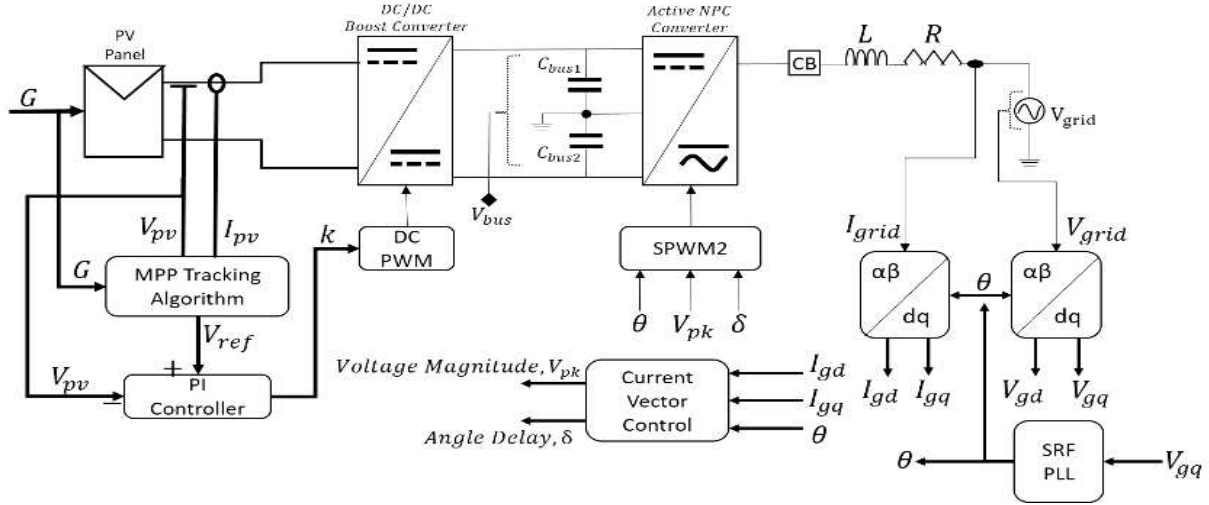 DC/DC
Boost Converter
Active NPC
Converter
PV
Panel
G
C_bus1
C_bus2
V_bus
CB
L
R
V_grid
V_pv
I_pv
k
DC
PWM
SPWM2
I_grid
V_grid
G
MPP Tracking
Algorithm
θ
V_pk
δ
αβ
dq
θ
αβ
dq
V_ref
V_pv
+
−
PI
Controller
Voltage Magnitude, V_pk
Angle Delay, δ
Current
Vector
Control
I_gd
I_gq
θ
I_gd
I_gq
V_gd
V_gq
θ
SRF
PLL
V_gq